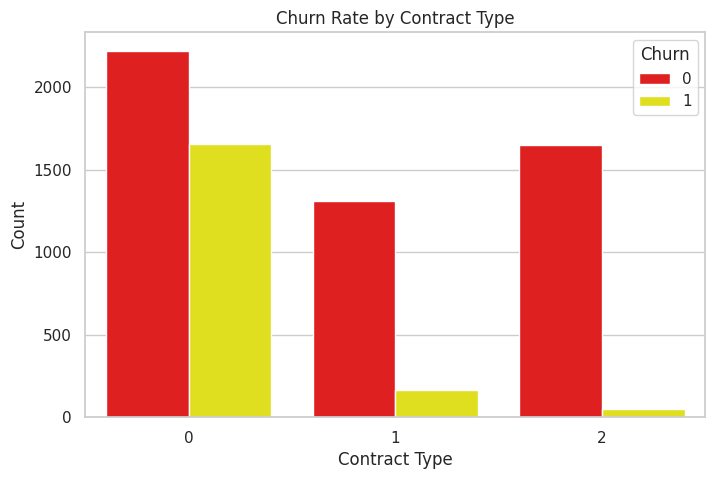 Churn Rate by Contract Type
Churn
0
1
2000
1500
1000
500
0
Count
0 1 2
Contract Type